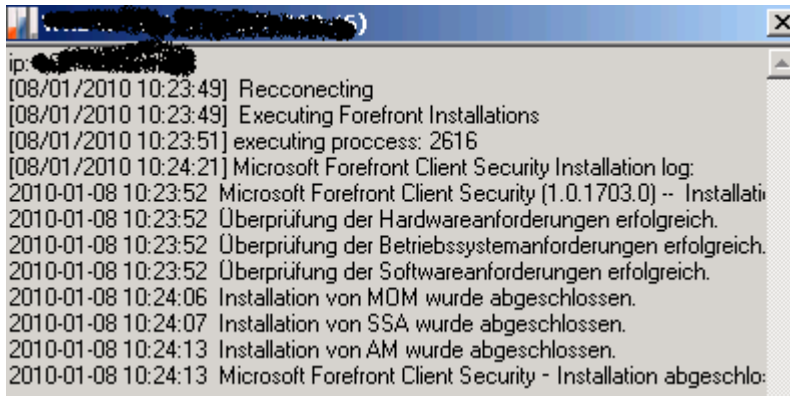 ip:
[08/01/2010 10:23:49] Recconecting
[08/01/2010 10:23:49] Executing Forefront Installations
[08/01/2010 10:23:51] executing proccess: 2616
[08/01/2010 10:24:21] Microsoft Forefront Client Security Installation log:
2010-01-08 10:23:52 Microsoft Forefront Client Security (1.0.1703.0) -- Installati
2010-01-08 10:23:52 Überprüfung der Hardwareanforderungen erfolgreich.
2010-01-08 10:23:52 Überprüfung der Betriebssystemanforderungen erfolgreich.
2010-01-08 10:23:52 Überprüfung der Softwareanforderungen erfolgreich.
2010-01-08 10:24:06 Installation von MOM wurde abgeschlossen.
2010-01-08 10:24:07 Installation von SSA wurde abgeschlossen.
2010-01-08 10:24:13 Installation von AM wurde abgeschlossen.
2010-01-08 10:24:13 Microsoft Forefront Client Security - Installation abgeschlo